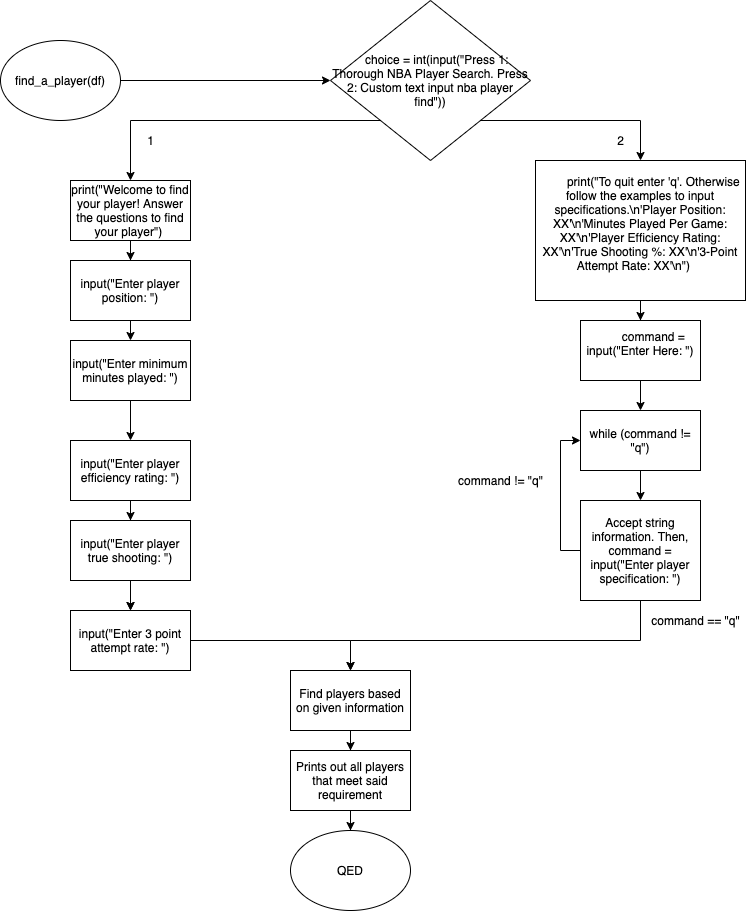 find_a_player(df)
choice = int(input("Press 1:
Thorough NBA Player Search. Press
2: Custom text input nba player
find"))
1
2
print("Welcome to find
your player! Answer
the questions to find
your player")
input("Enter player
position: ")
input("Enter minimum
minutes played: ")
input("Enter player
efficiency rating: ")
input("Enter player
true shooting: ")
input("Enter 3 point
attempt rate: ")
print("To quit enter 'q'. Otherwise
follow the examples to input
specifications.\n'Player Position:
XX'\n'Minutes Played Per Game:
XX'\n'Player Efficiency Rating:
XX'\n'True Shooting %: XX'\n'3-Point
Attempt Rate: XX'\n")
command =
input("Enter Here: ")
while (command !=
"q")
command != "q"
Accept string
information. Then,
command =
input("Enter player
specification: ")
command == "q"
Find players based
on given information
Prints out all players
that meet said
requirement
QED